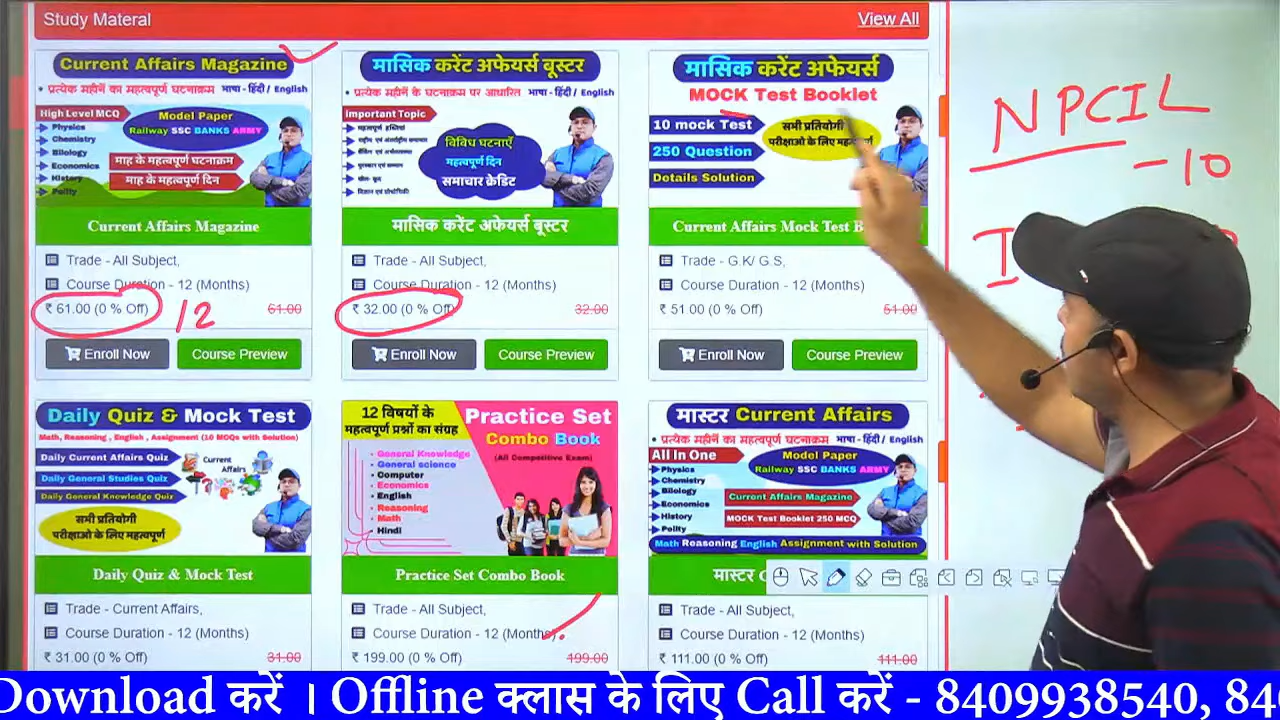 Study Materal
View All
Current Affairs Magazine
• प्रत्येक महीनें का महत्वपूर्ण घटनाक्रम भाषा -हिंदी / English
High Level MCQ
Physics
Chemistry
Biology
Economics
History
Polity
Model Paper
Railway SSC BANKS ARMY
माह के महत्वपूर्ण घटनाक्रम
माह के महत्वपूर्ण दिन
Current Affairs Magazine
Trade - All Subject,
Course Duration - 12 (Months)
₹ 61.00 (0 % Off)
12
61.00
Enroll Now
Course Preview
मासिक करेंट अफेयर्स बूस्टर
• प्रत्येक महीनें के घटनाक्रम पर आधारित भाषा -हिंदी / English
Important Topic
विविध घटनाएँ
महत्वपूर्ण दिन
समाचार क्रेडिट
मासिक करेंट अफेयर्स बूस्टर
Trade - All Subject,
Course Duration - 12 (Months)
₹ 32.00 (0 % Off)
32.00
Enroll Now
Course Preview
मासिक करेंट अफेयर्स
MOCK Test Booklet
10 mock Test
250 Question
Details Solution
सभी प्रतियोगी
परीक्षाओ के लिए
Current Affairs Mock Test
Trade - G.K/ G.S,
Course Duration - 12 (Months)
₹ 51.00 (0 % Off)
51.00
Enroll Now
Course Preview
NPCIL
-10
Daily Quiz & Mock Test
Math, Reasoning , English , Assignment (10 MCQs with Solution)
Daily Current Affairs Quiz
Daily General Studies Quiz
Daily General Knowledge Quiz
Current
Affairs
सभी प्रतियोगी
परीक्षाओ के लिए महत्वपूर्ण
Daily Quiz & Mock Test
Trade - Current Affairs,
Course Duration - 12 (Months)
₹ 31.00 (0 % Off)
31.00
12 विषयों के
महत्वपूर्ण प्रश्नों का संग्रह
Practice Set
Combo Book
(All Competitive Exam)
General Knowledge
General science
Computer
Economics
English
Reasoning
Math
Hindi
Practice Set Combo Book
Trade - All Subject,
Course Duration - 12 (Months)
₹ 199.00 (0 % Off)
199.00
मास्टर Current Affairs
• प्रत्येक महीनें का महत्वपूर्ण घटनाक्रम भाषा -हिंदी / English
All In One
Physics
Chemistry
Biology
Economics
History
Polity
Model Paper
Railway SSC BANKS ARMY
Current Affairs Magazine
MOCK Test Booklet 250 MCQ
Math Reasoning English Assignment with Solution
मास्टर
Trade - All Subject,
Course Duration - 12 (Months)
₹ 111.00 (0 % Off)
111.00
Download करें । Offline क्लास के लिए Call करें - 8409938540, 84